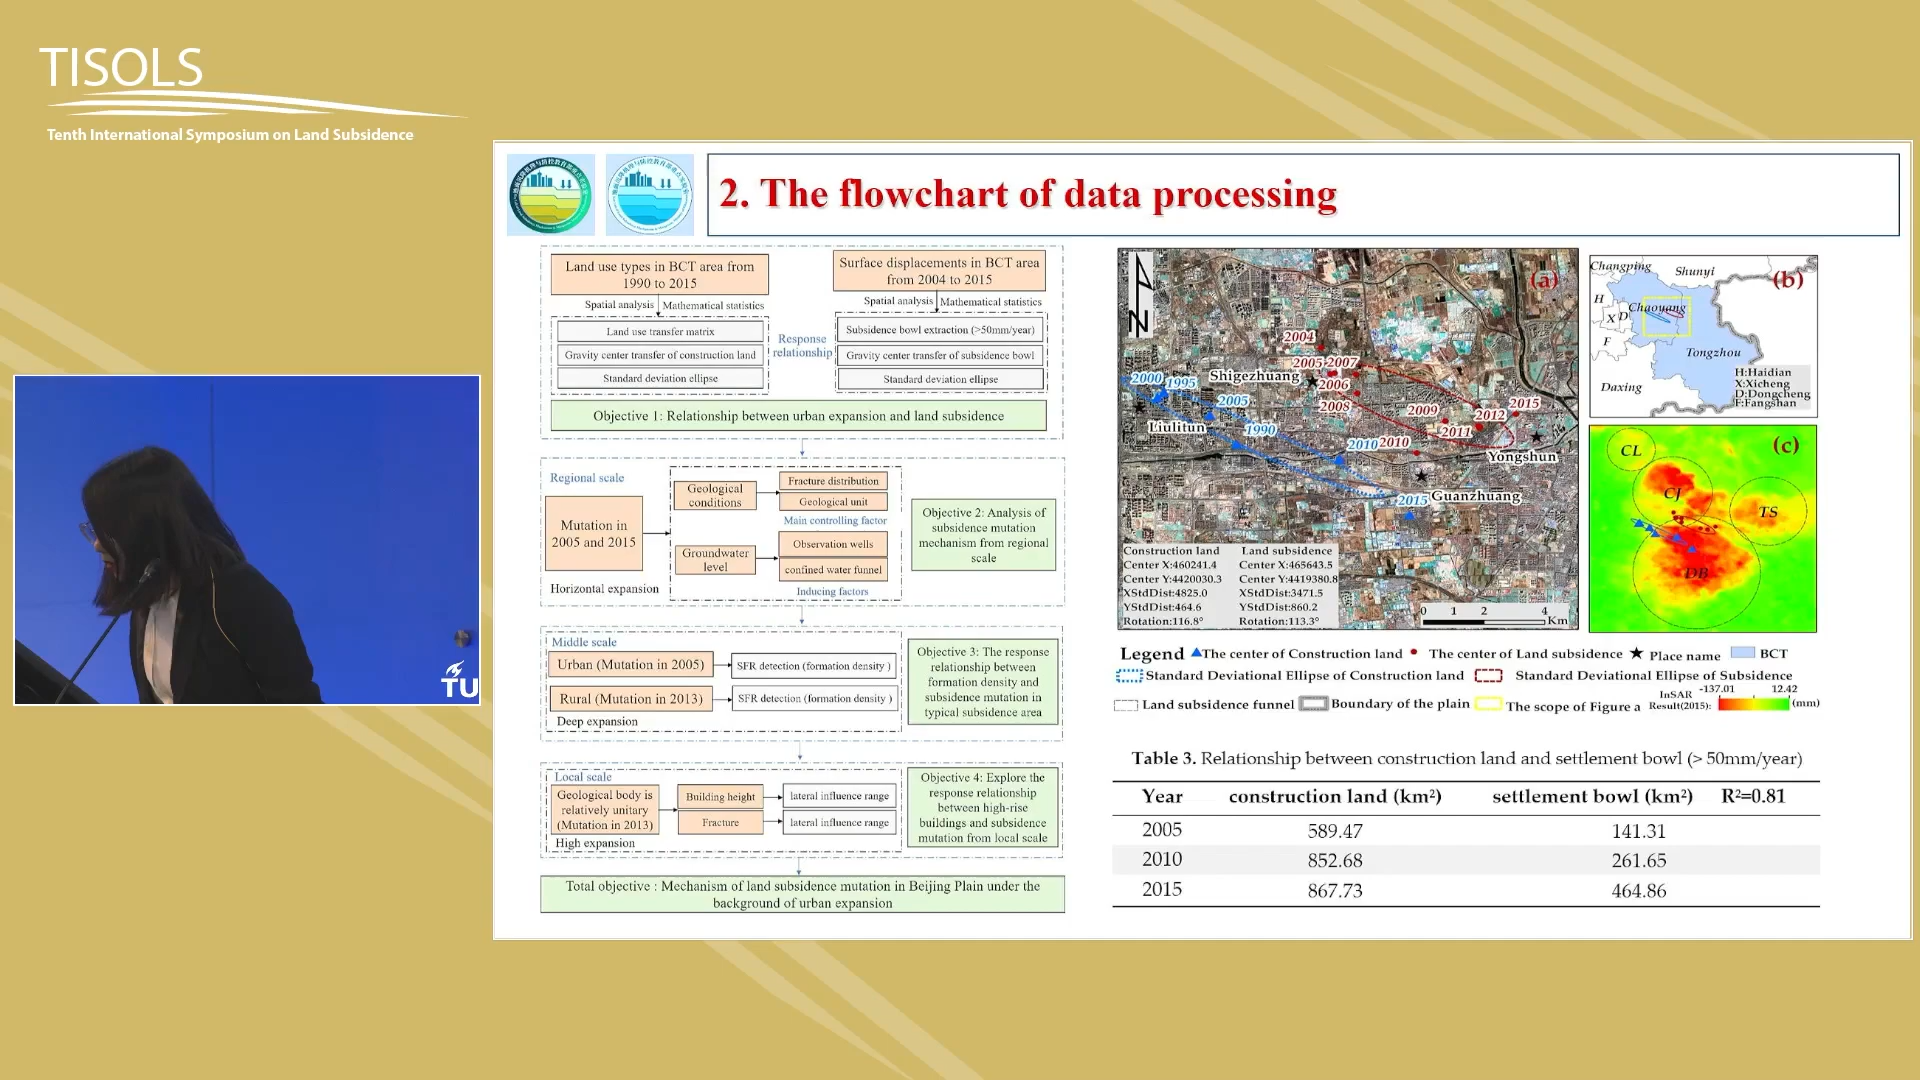 TISOLS
Tenth International Symposium on Land Subsidence
2. The flowchart of data processing
Land use types in BCT area from
1990 to 2015
Spatial analysis Mathematical statistics
Land use transfer matrix
Gravity center transfer of construction land
Standard deviation ellipse
Response
relationship
Surface displacements in BCT area
from 2004 to 2015
Spatial analysis Mathematical statistics
Subsidence bowl extraction (>50mm/year)
Gravity center transfer of subsidence bowl
Standard deviation ellipse
Objective 1: Relationship between urban expansion and land subsidence
Regional scale
Mutation in
2005 and 2015
Horizontal expansion
Geological
conditions
Fracture distribution
Geological unit
Main controlling factor
Groundwater
level
Observation wells
confined water funnel
Inducing factors
Objective 2: Analysis of
subsidence mutation
mechanism from regional
scale
Middle scale
Urban (Mutation in 2005)
SFR detection (formation density )
Rural (Mutation in 2013)
SFR detection (formation density )
Deep expansion
Objective 3: The response
relationship between
formation density and
subsidence mutation in
typical subsidence area
Local scale
Geological body is
relatively unitary
(Mutation in 2013)
High expansion
Building height
lateral influence range
Fracture
lateral influence range
Objective 4: Explore the
response relationship
between high-rise
buildings and subsidence
mutation from local scale
Total objective : Mechanism of land subsidence mutation in Beijing Plain under the
background of urban expansion
(a)
N
2004
2005 2007
Shigezhuang
2006
2000 1995
2008
2005
2009
2015
2012
Liulitun
1990
2011
2010 2010
Yongshun
2015 Guanzhuang
Construction land Land subsidence
Center X:460241.4 Center X:465643.5
Center Y:4420030.3 Center Y:4419380.8
XStdDist:4825.0 XStdDist:3471.5
YStdDist:464.6 YStdDist:860.2
Rotation:116.8° Rotation:113.3°
0 1 2 4
Km
(b)
Changping
Shunyi
H
Chaoyang
X D
F
Tongzhou
Daxing
H:Haidian
X:Xicheng
D:Dongcheng
F:Fangshan
(c)
CL
CJ
TS
DB
Legend The center of Construction land The center of Land subsidence Place name BCT
Standard Deviational Ellipse of Construction land Standard Deviational Ellipse of Subsidence
Land subsidence funnel Boundary of the plain The scope of Figure a InSAR Result(2015): -137.01 12.42 (mm)
Table 3. Relationship between construction land and settlement bowl (> 50mm/year)
Year construction land (km²) settlement bowl (km²) R²=0.81
2005 589.47 141.31
2010 852.68 261.65
2015 867.73 464.86
TU